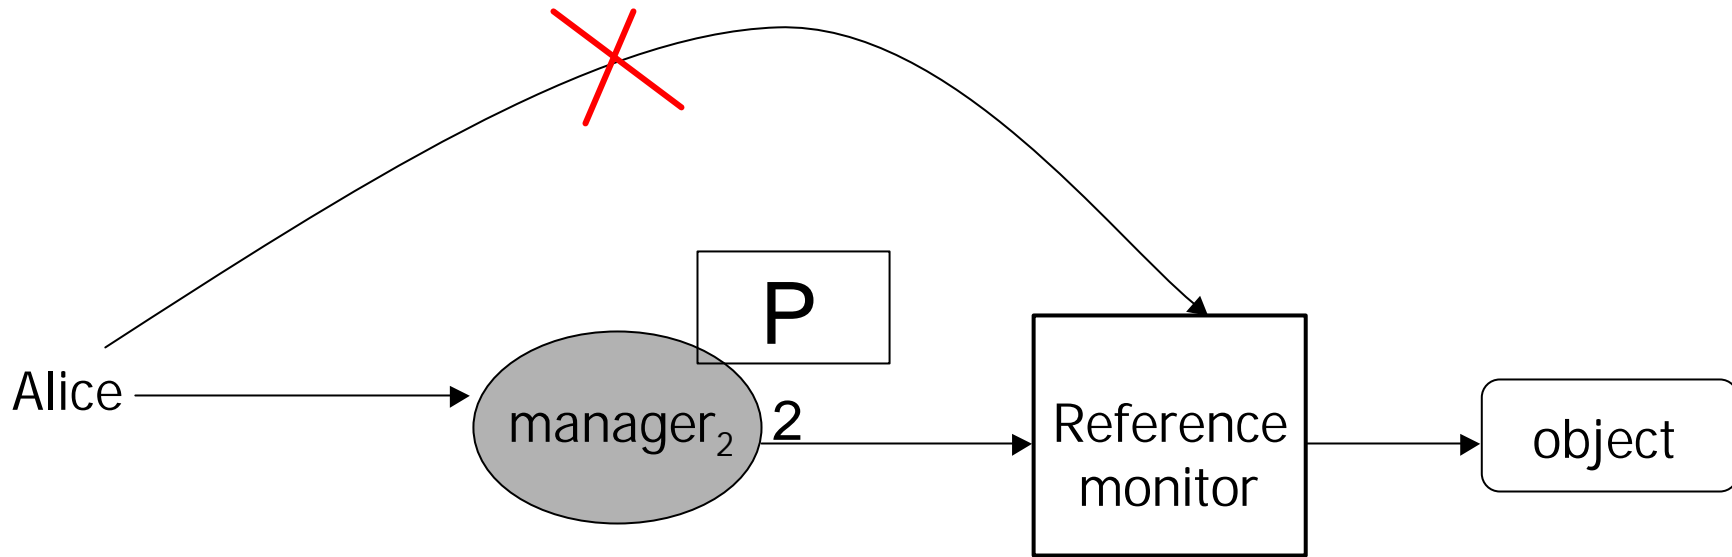 P
Alice
manager₂
2
Reference
monitor
object